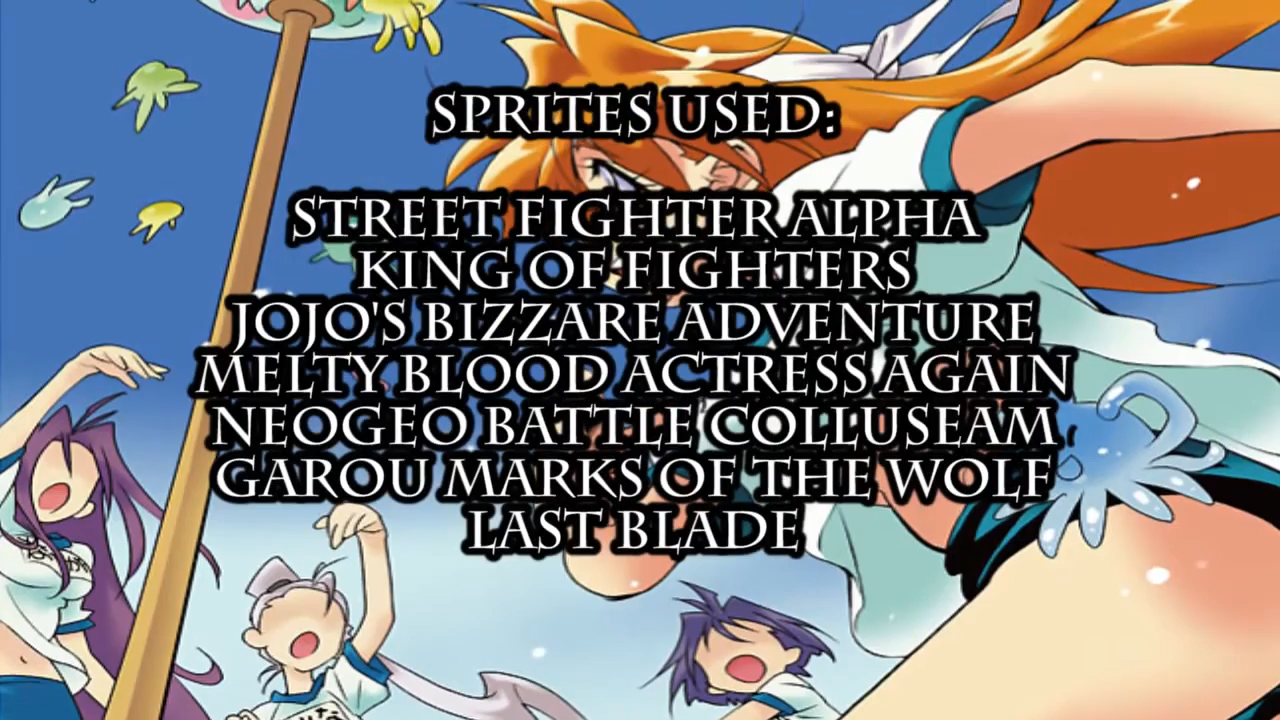 SPRITES USED:
STREET FIGHTER ALPHA
KING OF FIGHTERS
JOJO'S BIZZARE ADVENTURE
MELTY BLOOD ACTRESS AGAIN
NEOGEO BATTLE COLLUSEAM
GAROU MARKS OF THE WOLF
LAST BLADE